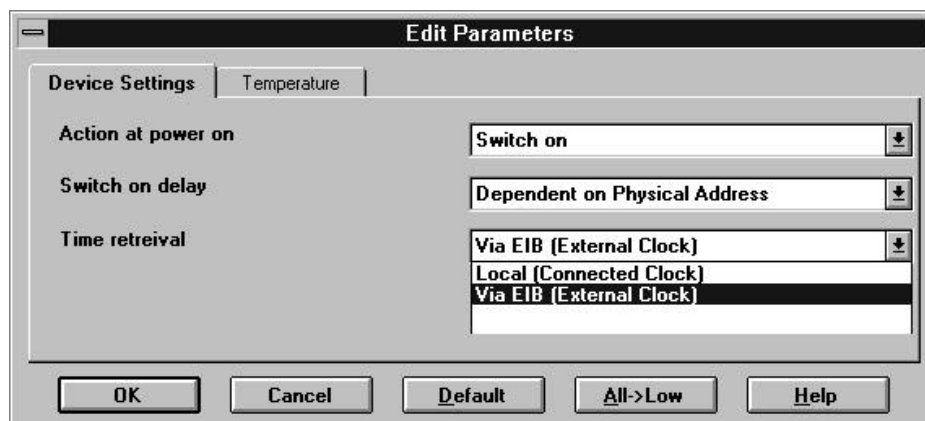 Edit Parameters
Device Settings Temperature
Action at power on Switch on
Switch on delay Dependent on Physical Address
Time retreival Via EIB (External Clock)
Local (Connected Clock)
Via EIB (External Clock)
OK Cancel Default All->Low Help